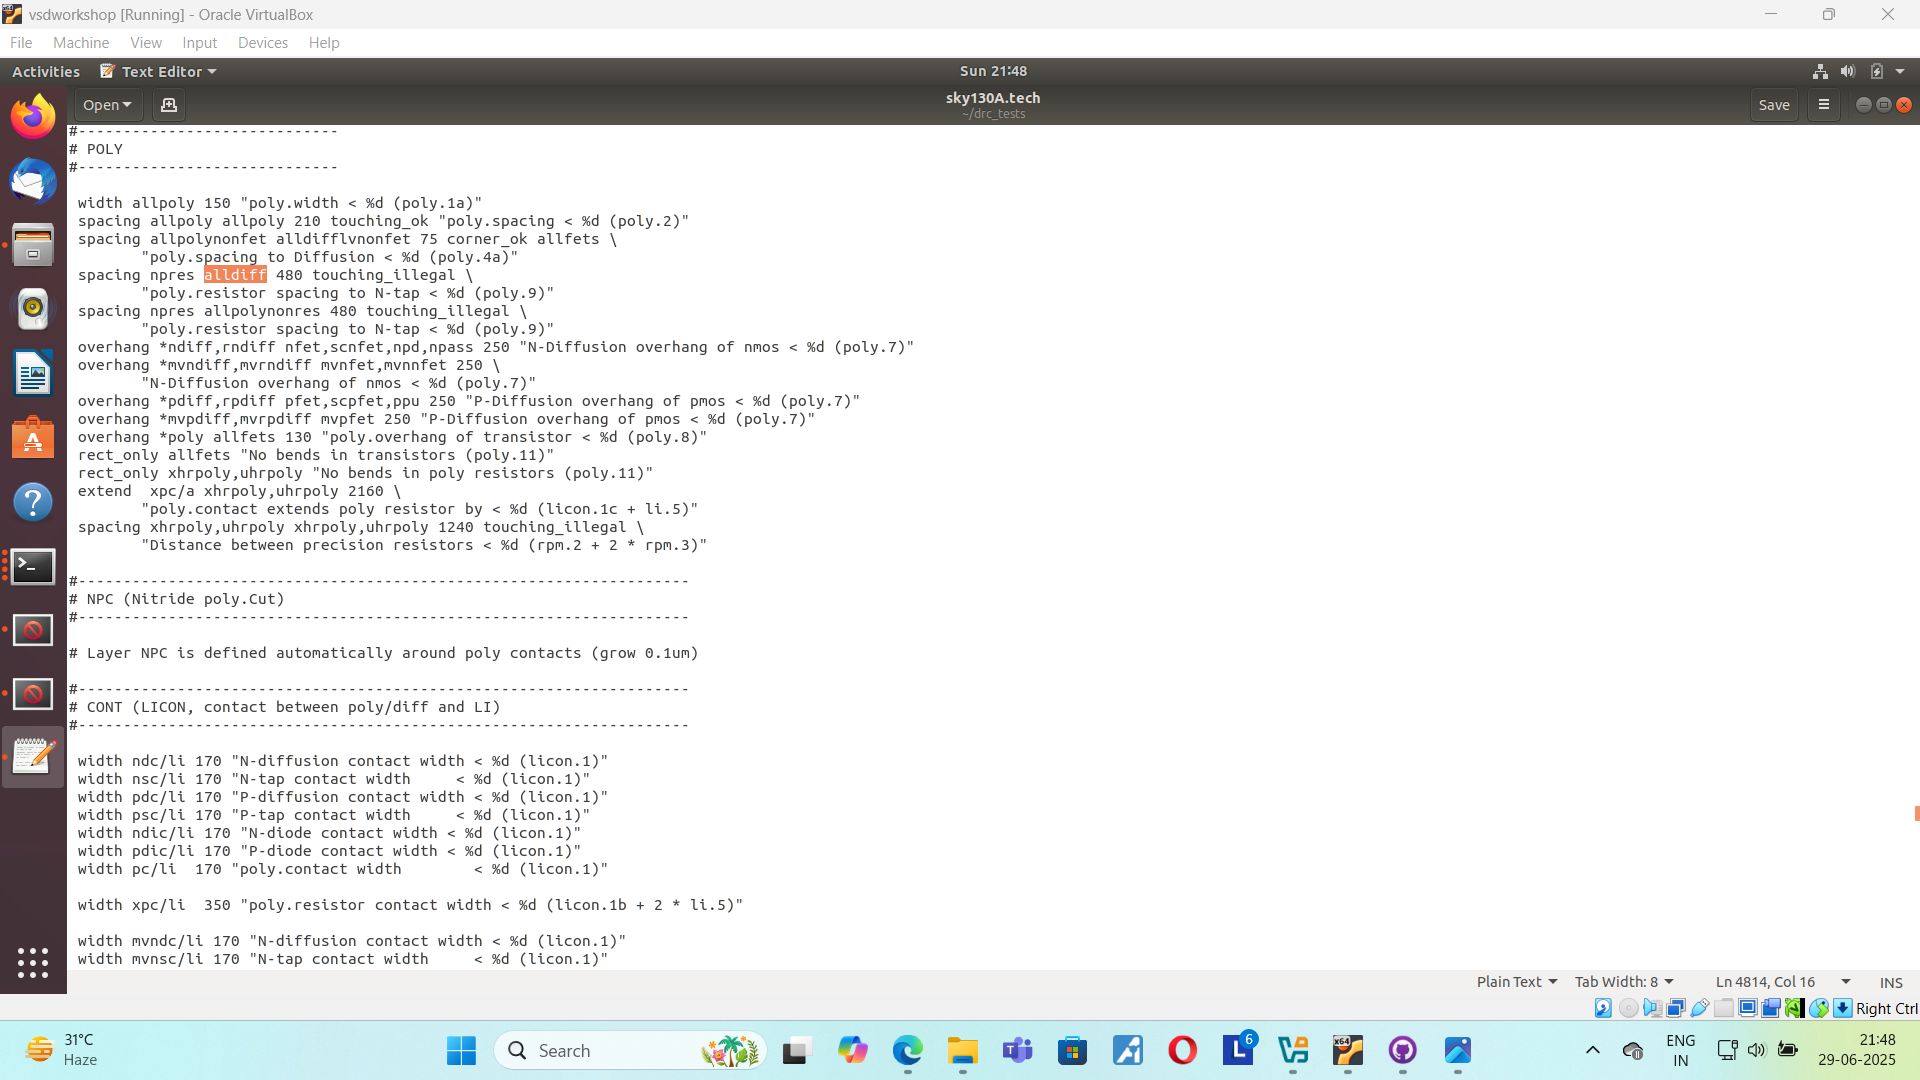 vsdworkshop [Running] - Oracle VirtualBox
File Machine View Input Devices Help
Activities Text Editor Sun 21:48
Open sky130A.tech Save
~/drc_tests
#-----------------------------
# POLY
#-----------------------------
width allpoly 150 "poly.width < %d (poly.1a)"
spacing allpoly allpoly 210 touching_ok "poly.spacing < %d (poly.2)"
spacing allpolynonfet alldifflvnonfet 75 corner_ok allfets \
"poly.spacing to Diffusion < %d (poly.4a)"
spacing npres alldiff 480 touching_illegal \
"poly.resistor spacing to N-tap < %d (poly.9)"
spacing npres allpolynonres 480 touching_illegal \
"poly.resistor spacing to N-tap < %d (poly.9)"
overhang *ndiff,rndiff nfet,scnfet,npd,npass 250 "N-Diffusion overhang of nmos < %d (poly.7)"
overhang *mvndiff,mvrndiff mvnfet,mvnnfet 250 \
"N-Diffusion overhang of nmos < %d (poly.7)"
overhang *pdiff,rpdiff pfet,scpfet,ppu 250 "P-Diffusion overhang of pmos < %d (poly.7)"
overhang *mvpdiff,mvrpdiff mvpfet 250 "P-Diffusion overhang of pmos < %d (poly.7)"
overhang *poly allfets 130 "poly.overhang of transistor < %d (poly.8)"
rect_only allfets "No bends in transistors (poly.11)"
rect_only xhrpoly,uhrpoly "No bends in poly resistors (poly.11)"
extend  xpc/a xhrpoly,uhrpoly 2160 \
"poly.contact extends poly resistor by < %d (licon.1c + li.5)"
spacing xhrpoly,uhrpoly xhrpoly,uhrpoly 1240 touching_illegal \
"Distance between precision resistors < %d (rpm.2 + 2 * rpm.3)"
#--------------------------------------------------------------------
# NPC (Nitride poly.Cut)
#--------------------------------------------------------------------
# Layer NPC is defined automatically around poly contacts (grow 0.1um)
#--------------------------------------------------------------------
# CONT (LICON, contact between poly/diff and LI)
#--------------------------------------------------------------------
width ndc/li 170 "N-diffusion contact width < %d (licon.1)"
width nsc/li 170 "N-tap contact width     < %d (licon.1)"
width pdc/li 170 "P-diffusion contact width < %d (licon.1)"
width psc/li 170 "P-tap contact width     < %d (licon.1)"
width ndic/li 170 "N-diode contact width < %d (licon.1)"
width pdic/li 170 "P-diode contact width < %d (licon.1)"
width pc/li  170 "poly.contact width        < %d (licon.1)"
width xpc/li  350 "poly.resistor contact width < %d (licon.1b + 2 * li.5)"
width mvndc/li 170 "N-diffusion contact width < %d (licon.1)"
width mvnsc/li 170 "N-tap contact width     < %d (licon.1)"
Plain Text Tab Width: 8 Ln 4814, Col 16 INS
Right Ctrl
31°C
Haze
Search
6
ENG
IN
21:48
29-06-2025